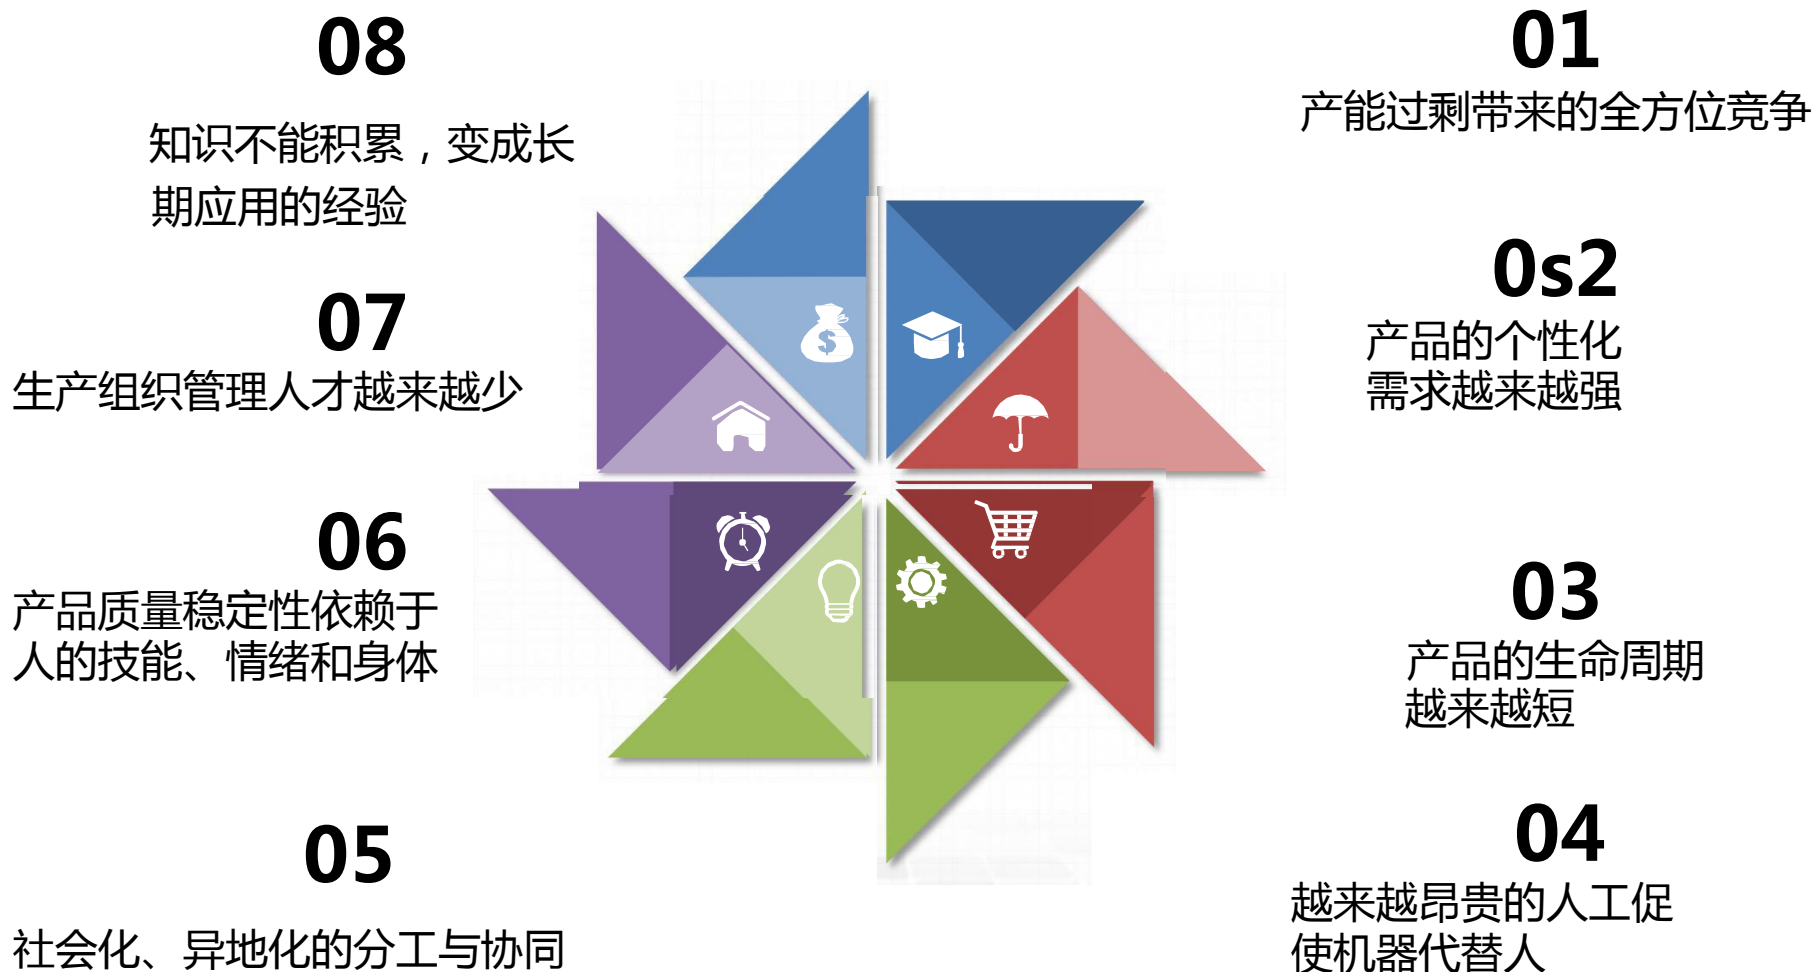 01
产能过剩带来的全方位竞争
0s2
产品的个性化
需求越来越强
03
产品的生命周期
越来越短
04
越来越昂贵的人工促
使机器代替人
05
社会化、异地化的分工与协同
06
产品质量稳定性依赖于
人的技能、情绪和身体
07
生产组织管理人才越来越少
08
知识不能积累，变成长
期应用的经验
$